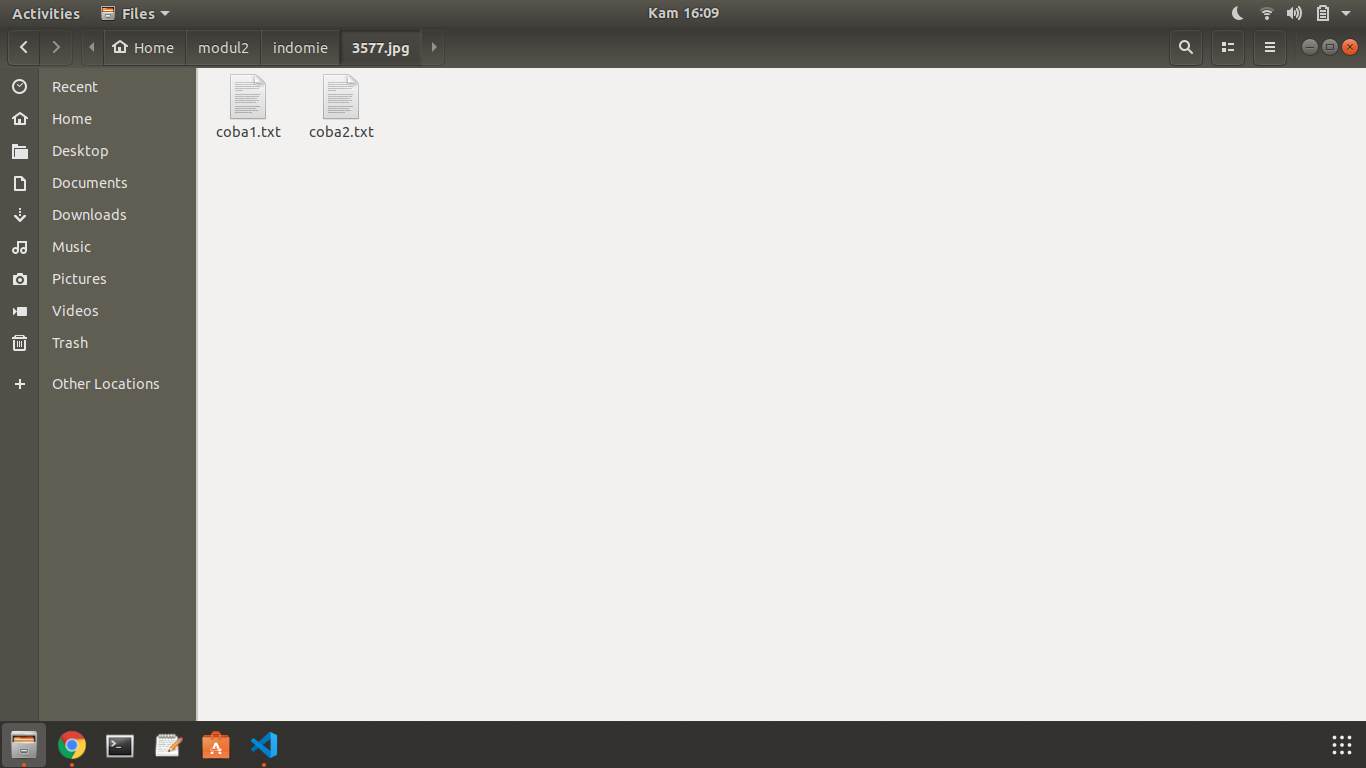 Activities Files Kam 16:09
Home modul2 indomie 3577.jpg
Recent
Home
Desktop
Documents
Downloads
Music
Pictures
Videos
Trash
Other Locations
coba1.txt coba2.txt